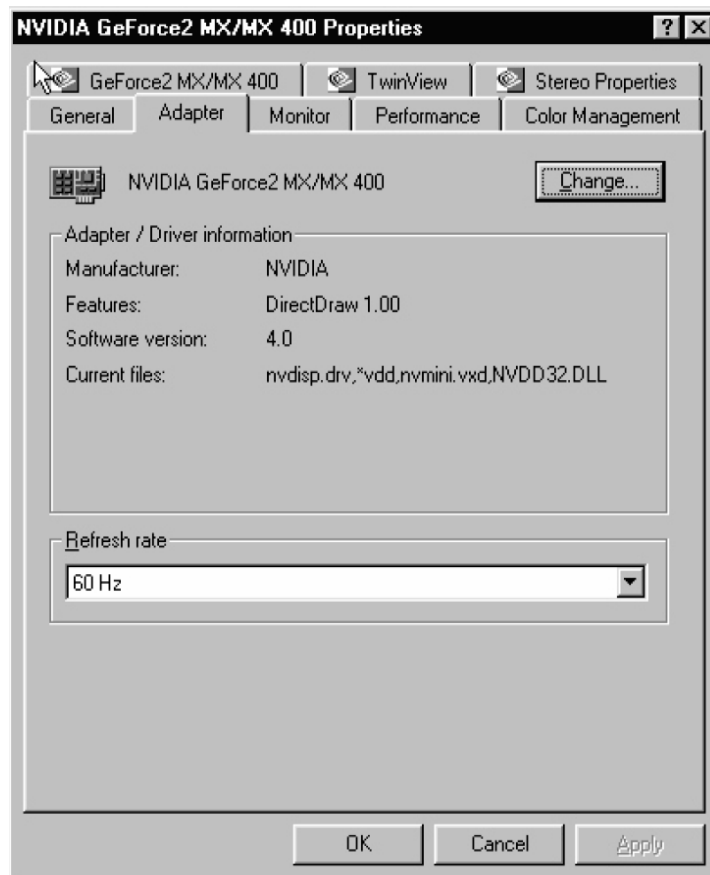 NVIDIA GeForce2 MX/MX 400 Properties ? X
GeForce2 MX/MX 400 TwinView Stereo Properties
General Adapter Monitor Performance Color Management
NVIDIA GeForce2 MX/MX 400 Change...
Adapter / Driver information
Manufacturer: NVIDIA
Features: DirectDraw 1.00
Software version: 4.0
Current files: nvdisp.drv,*vdd,nvmini.vxd,NVDD32.DLL
Refresh rate
60 Hz
OK Cancel Apply